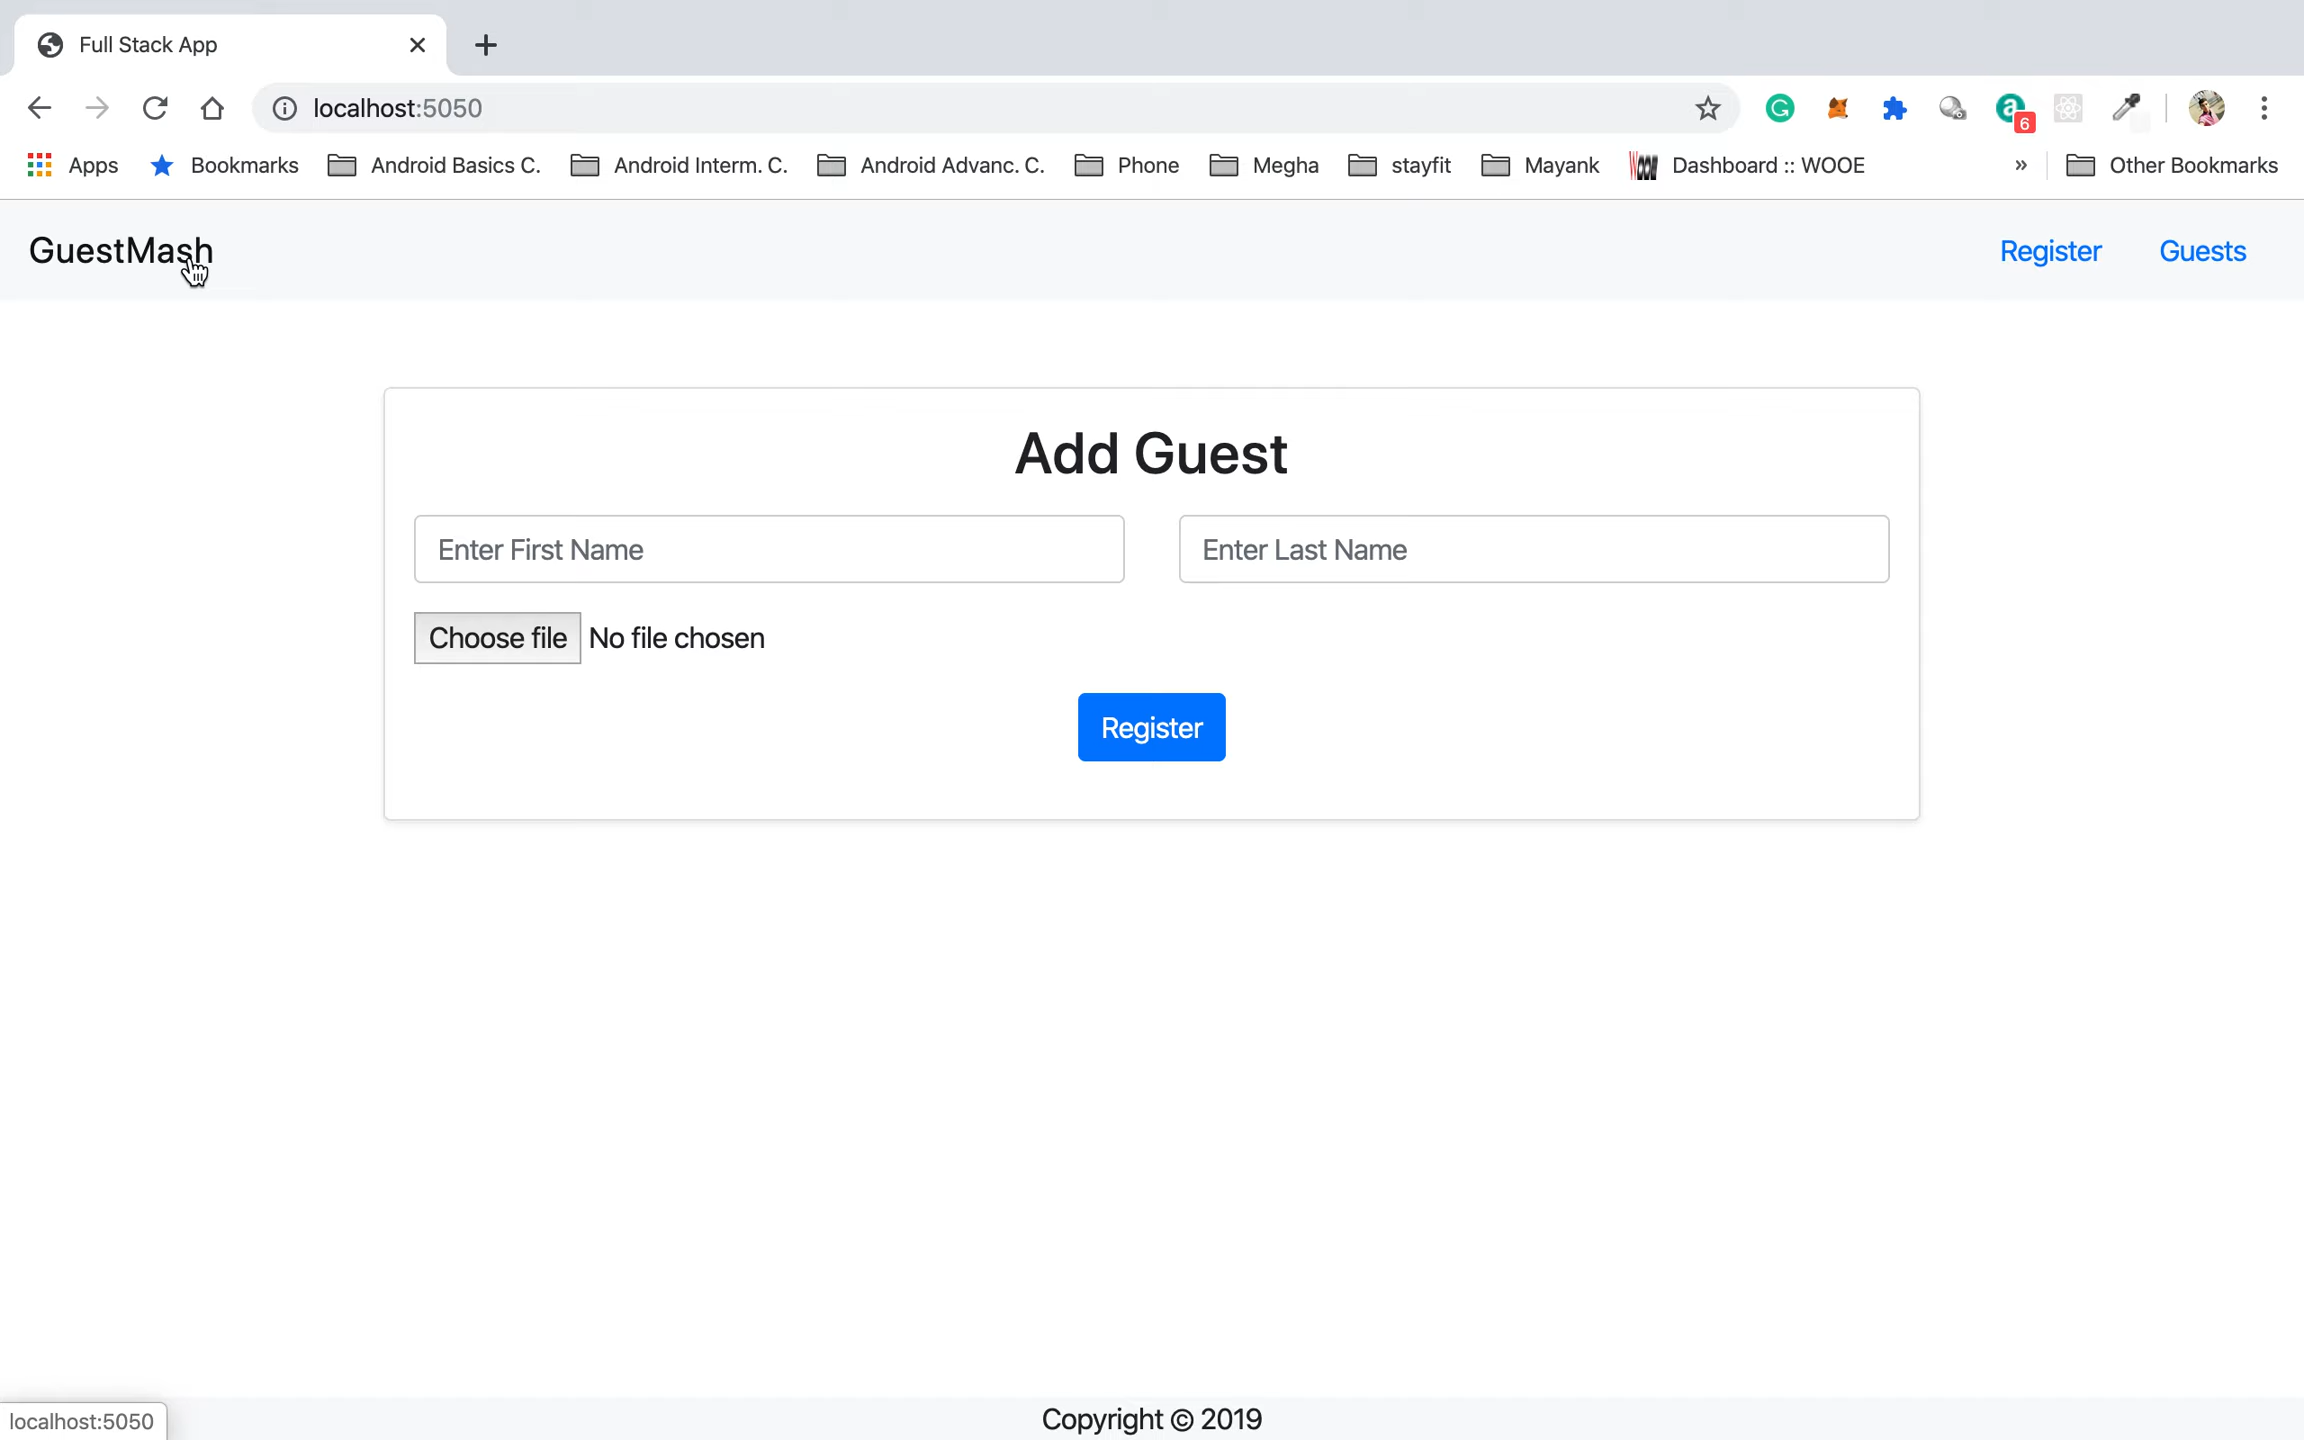 Full Stack App
localhost:5050
6
Apps Bookmarks Android Basics C. Android Interm. C. Android Advanc. C. Phone Megha stayfit Mayank Dashboard :: WOOE » Other Bookmarks
GuestMash Register Guests
Add Guest
Enter First Name Enter Last Name
Choose file No file chosen
Register
Copyright © 2019
localhost:5050